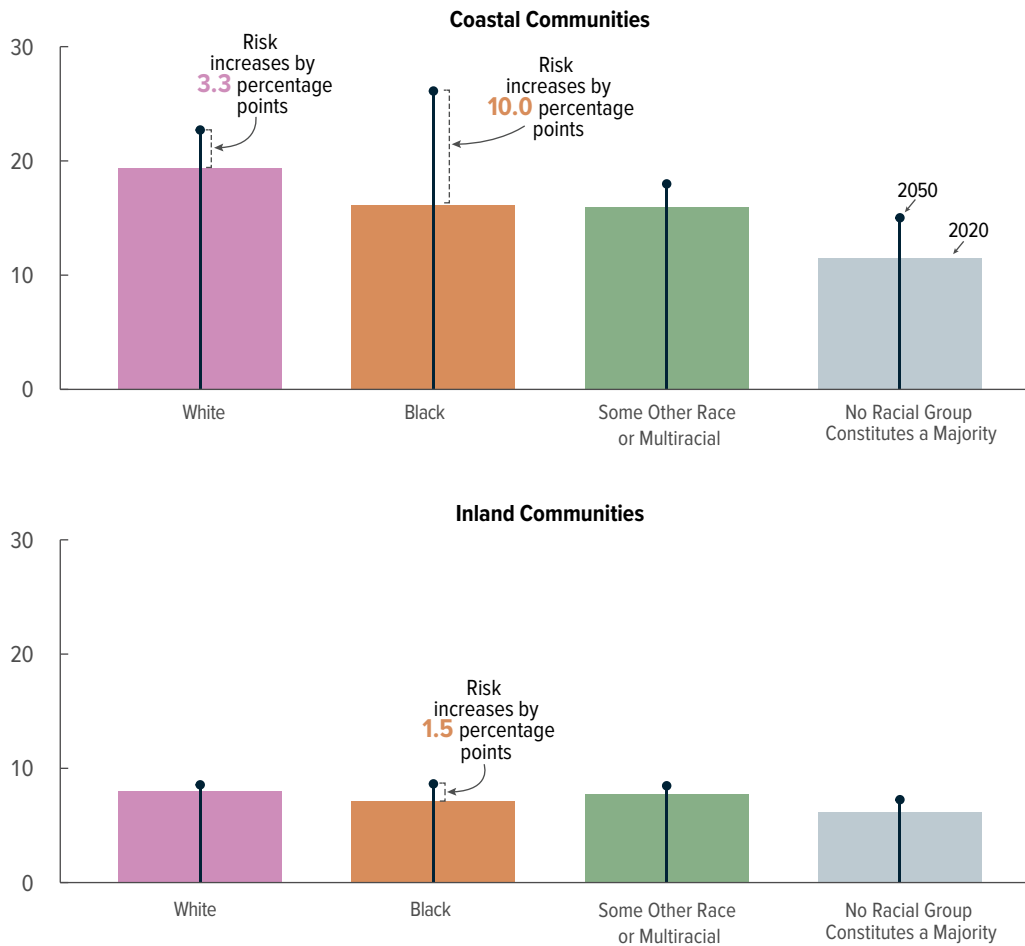 Coastal Communities
30
20
10
0
Risk
increases by
3.3 percentage
points
Risk
increases by
10.0 percentage
points
2050
2020
White
Black
Some Other Race
or Multiracial
No Racial Group
Constitutes a Majority
Inland Communities
30
20
10
0
Risk
increases by
1.5 percentage
points
White
Black
Some Other Race
or Multiracial
No Racial Group
Constitutes a Majority